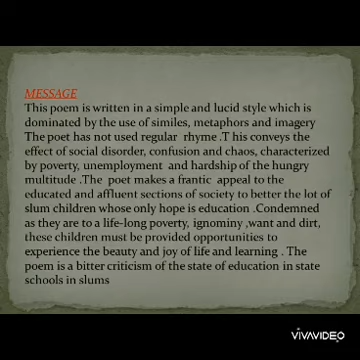 MESSAGE
This poem is written in a simple and lucid style which is
dominated by the use of similes, metaphors and imagery
The poet has not used regular rhyme .T his conveys the
effect of social disorder, confusion and chaos, characterized
by poverty, unemployment and hardship of the hungry
multitude .The poet makes a frantic appeal to the
educated and affluent sections of society to better the lot of
slum children whose only hope is education .Condemned
as they are to a life-long poverty, ignominy ,want and dirt,
these children must be provided opportunities to
experience the beauty and joy of life and learning . The
poem is a bitter criticism of the state of education in state
schools in slums
VIVAVIDEO